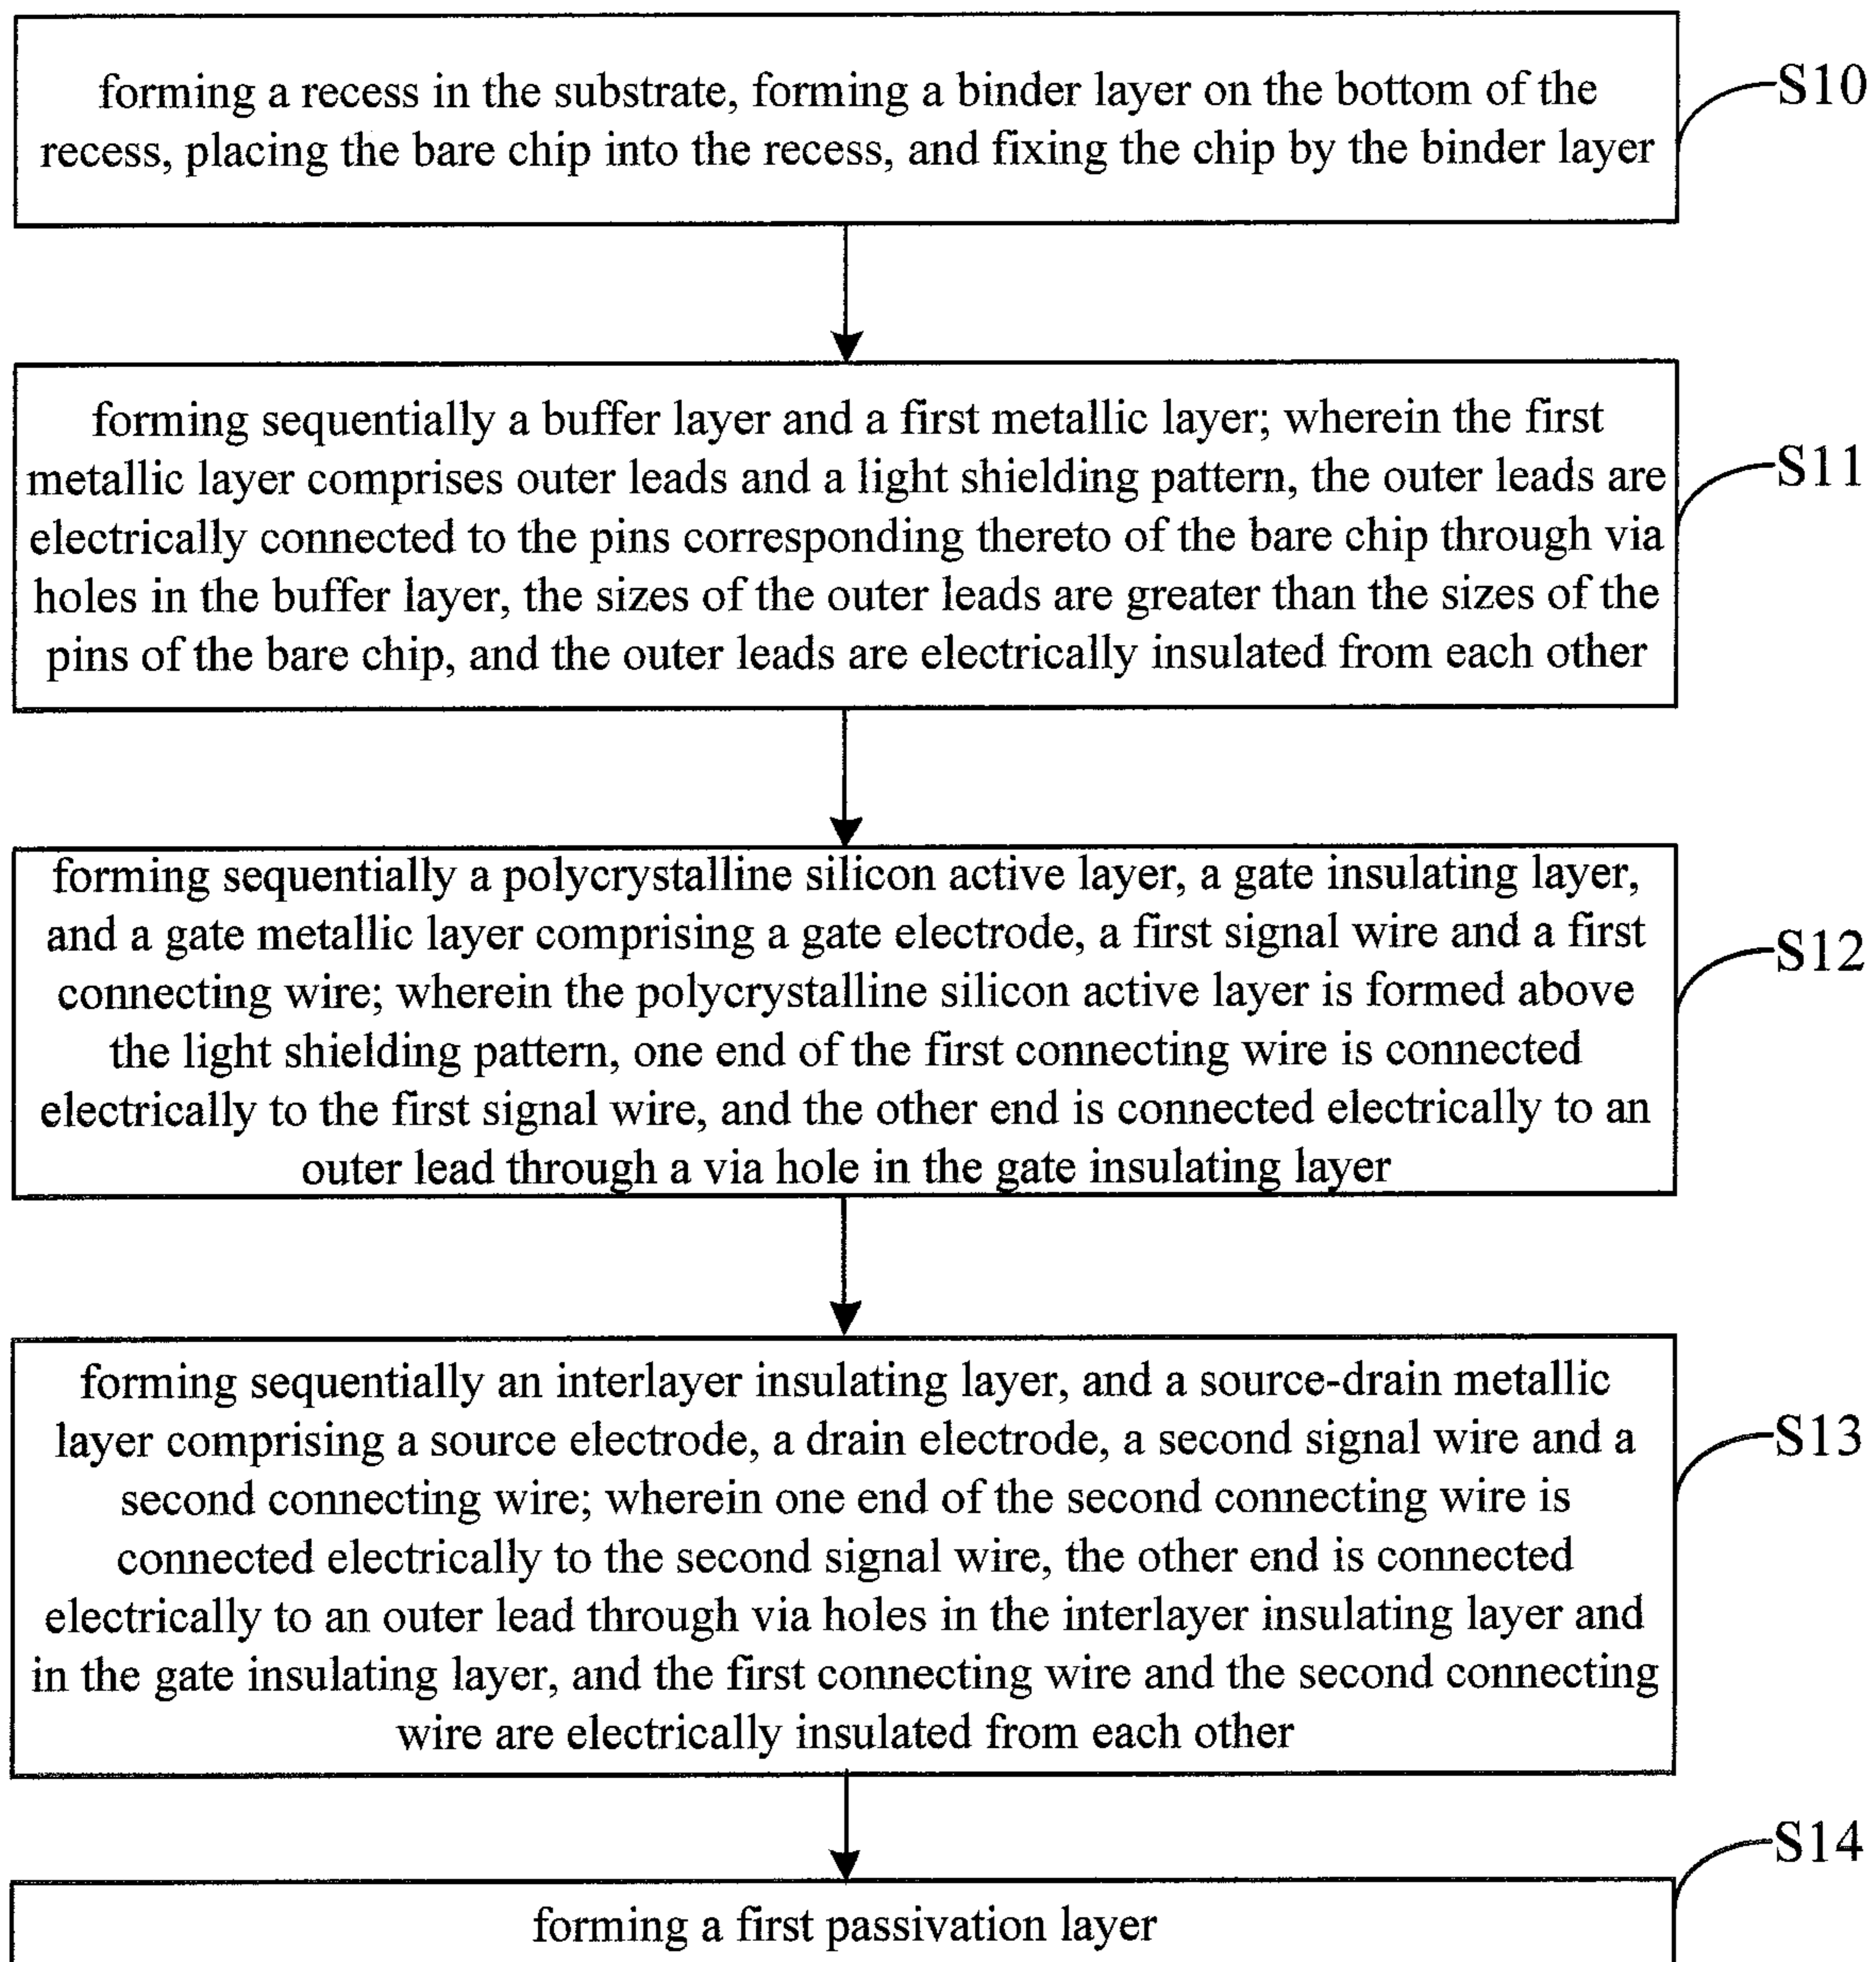 forming a recess in the substrate, forming a binder layer on the bottom of the
recess, placing the bare chip into the recess, and fixing the chip by the binder layer
S10
forming sequentially a buffer layer and a first metallic layer; wherein the first
metallic layer comprises outer leads and a light shielding pattern, the outer leads are
electrically connected to the pins corresponding thereto of the bare chip through via
holes in the buffer layer, the sizes of the outer leads are greater than the sizes of the
pins of the bare chip, and the outer leads are electrically insulated from each other
S11
forming sequentially a polycrystalline silicon active layer, a gate insulating layer,
and a gate metallic layer comprising a gate electrode, a first signal wire and a first
connecting wire; wherein the polycrystalline silicon active layer is formed above
the light shielding pattern, one end of the first connecting wire is connected
electrically to the first signal wire, and the other end is connected electrically to an
outer lead through a via hole in the gate insulating layer
S12
forming sequentially an interlayer insulating layer, and a source-drain metallic
layer comprising a source electrode, a drain electrode, a second signal wire and a
second connecting wire; wherein one end of the second connecting wire is
connected electrically to the second signal wire, the other end is connected
electrically to an outer lead through via holes in the interlayer insulating layer and
in the gate insulating layer, and the first connecting wire and the second connecting
wire are electrically insulated from each other
S13
forming a first passivation layer
S14